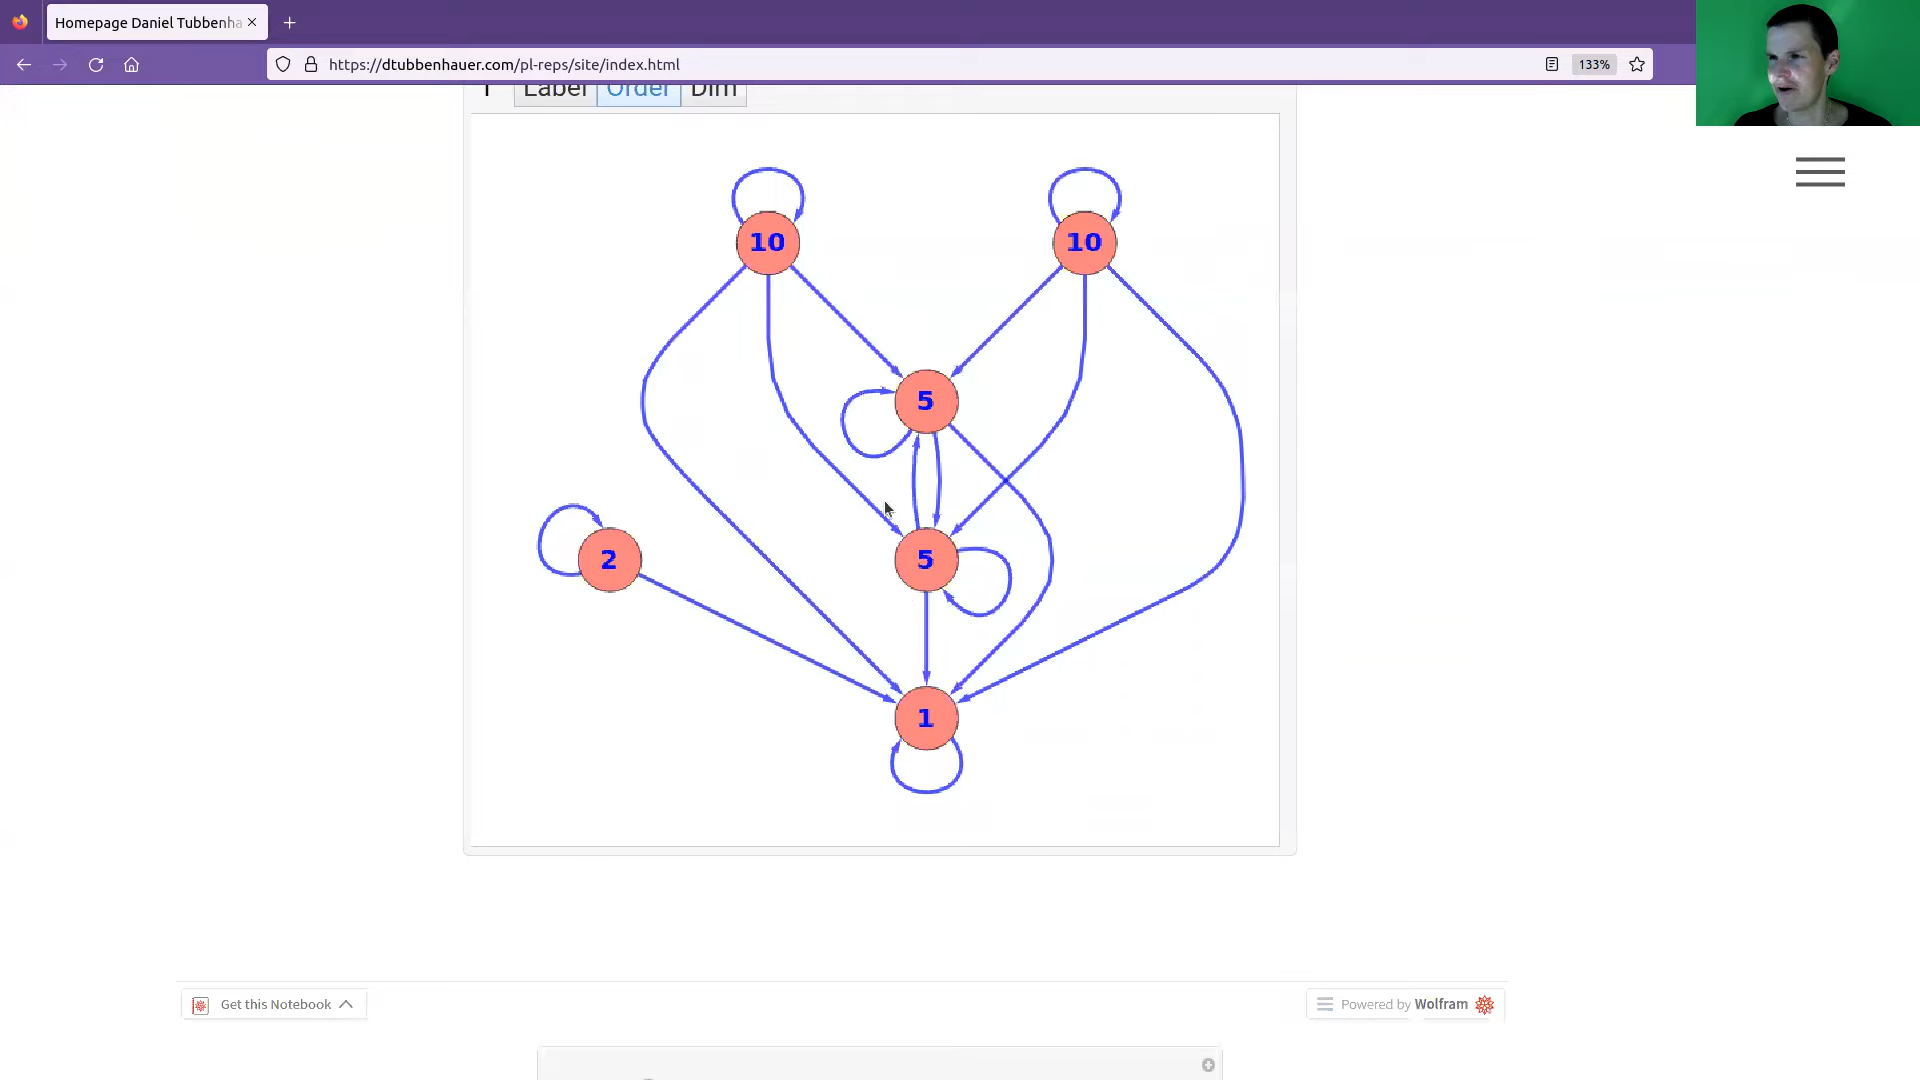 Homepage Daniel Tubbenha
https://dtubbenhauer.com/pl-reps/site/index.html
133%
Label Order Dim
10 10
5
2 5
1
Get this Notebook
Powered by Wolfram